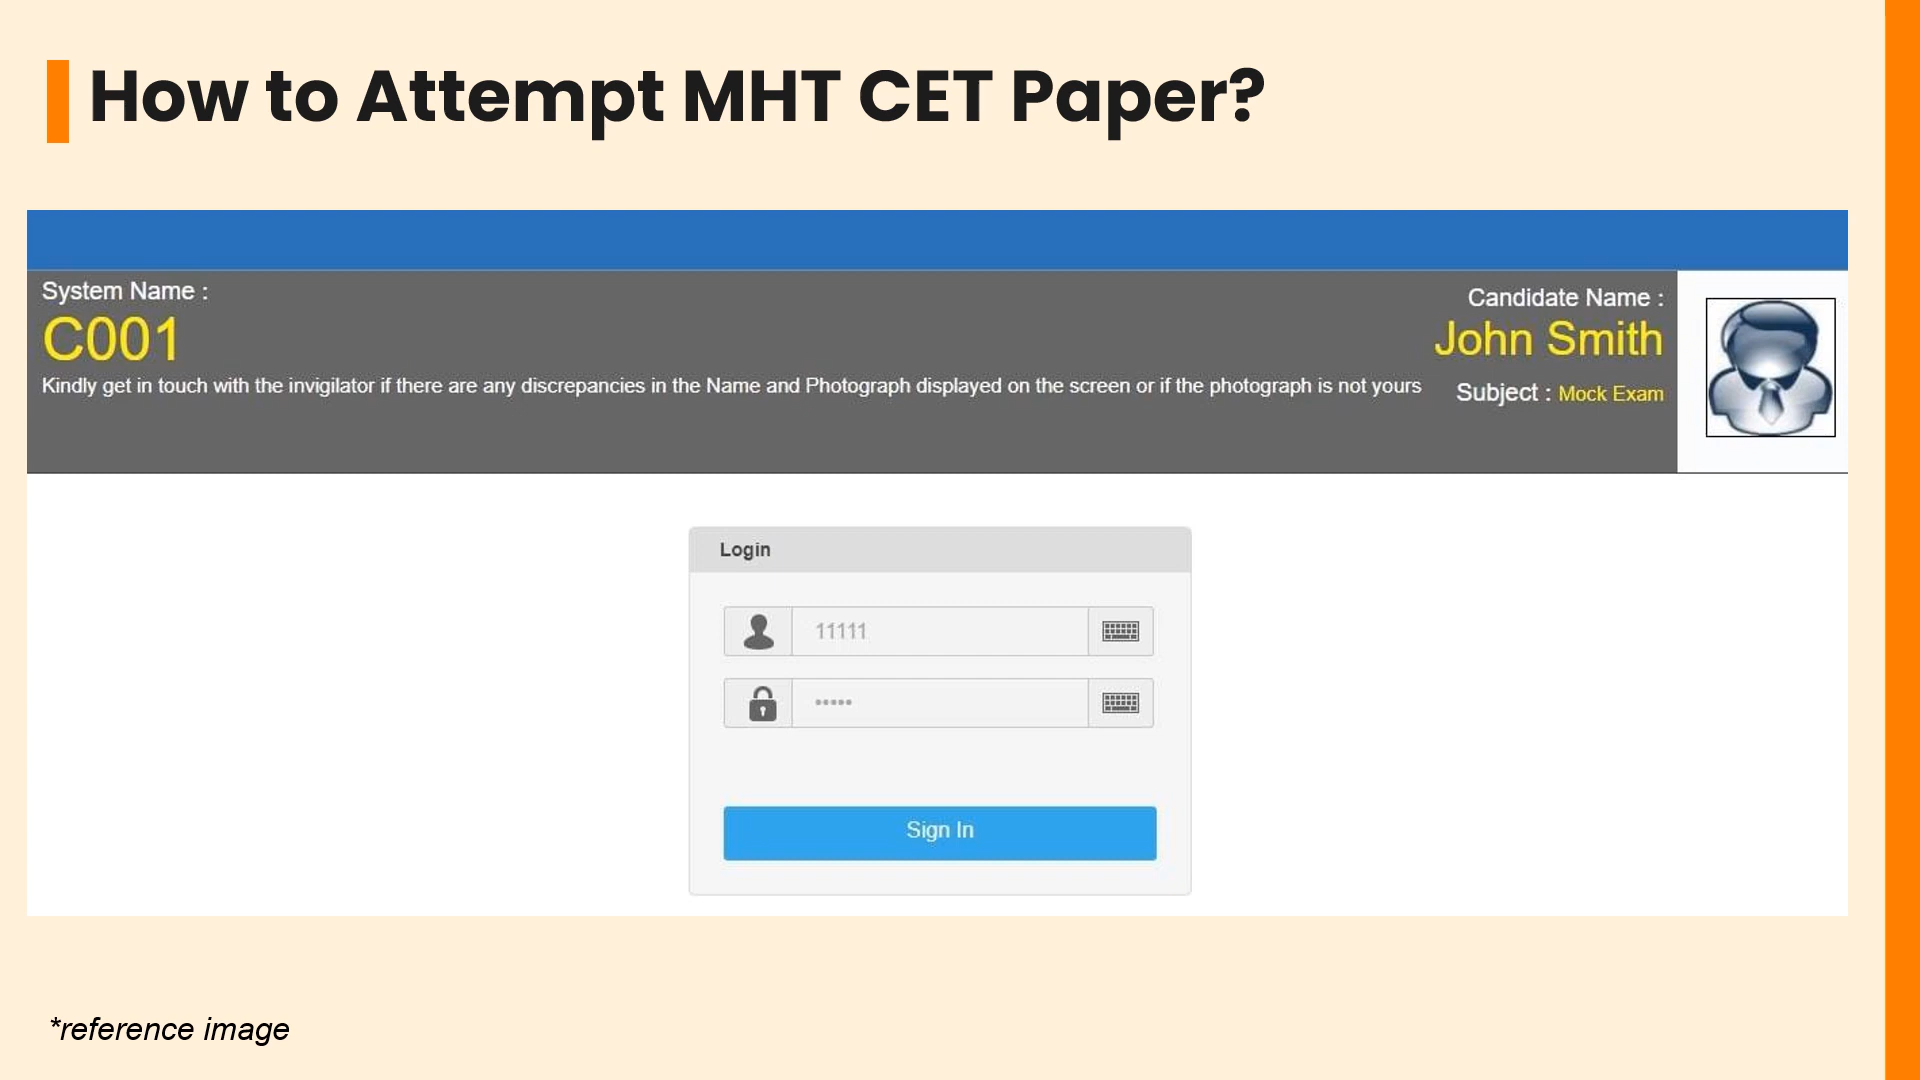 How to Attempt MHT CET Paper?
System Name :
C001
Kindly get in touch with the invigilator if there are any discrepancies in the Name and Photograph displayed on the screen or if the photograph is not yours
Candidate Name :
John Smith
Subject : Mock Exam
Login
11111
•••••
Sign In
*reference image